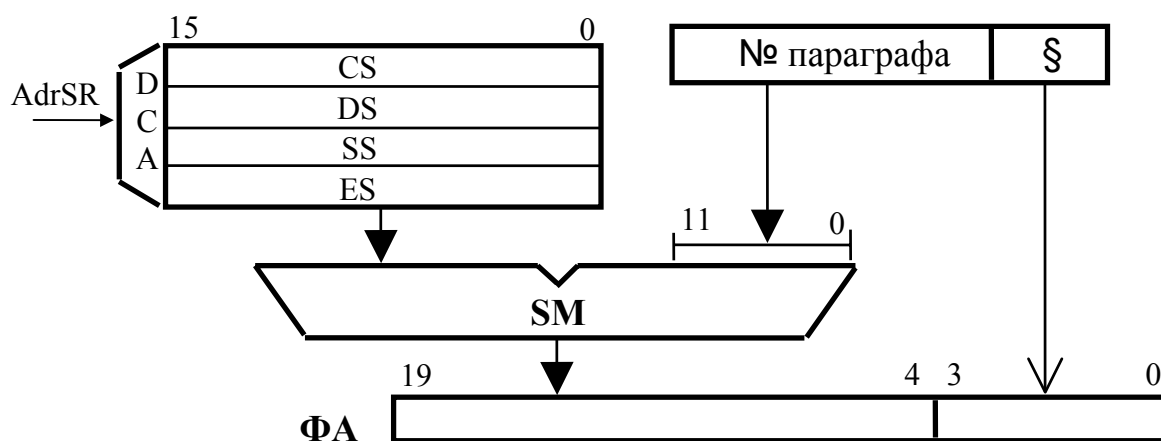 15 0
CS
№ параграфа §
D
C
A
AdrSR
DS
SS
ES
11 0
SM
19 4 3 0
ФА